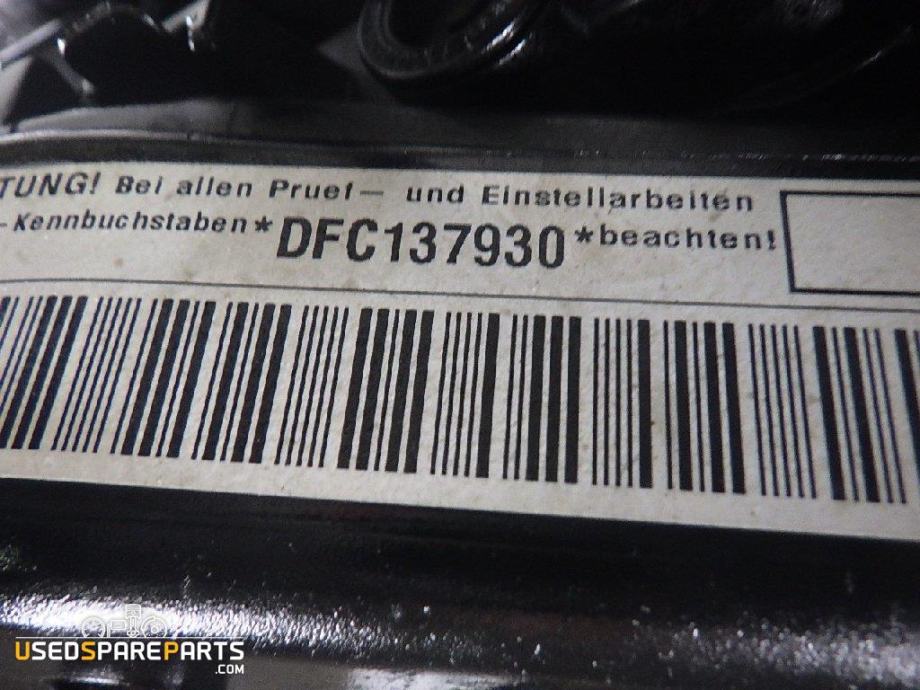 TUNG! Bei allen Pruef— und Einstellarbeiten
-Kennbuchstaben *DFC137930 *beachten!
USEDSPAREPARTS
.COM